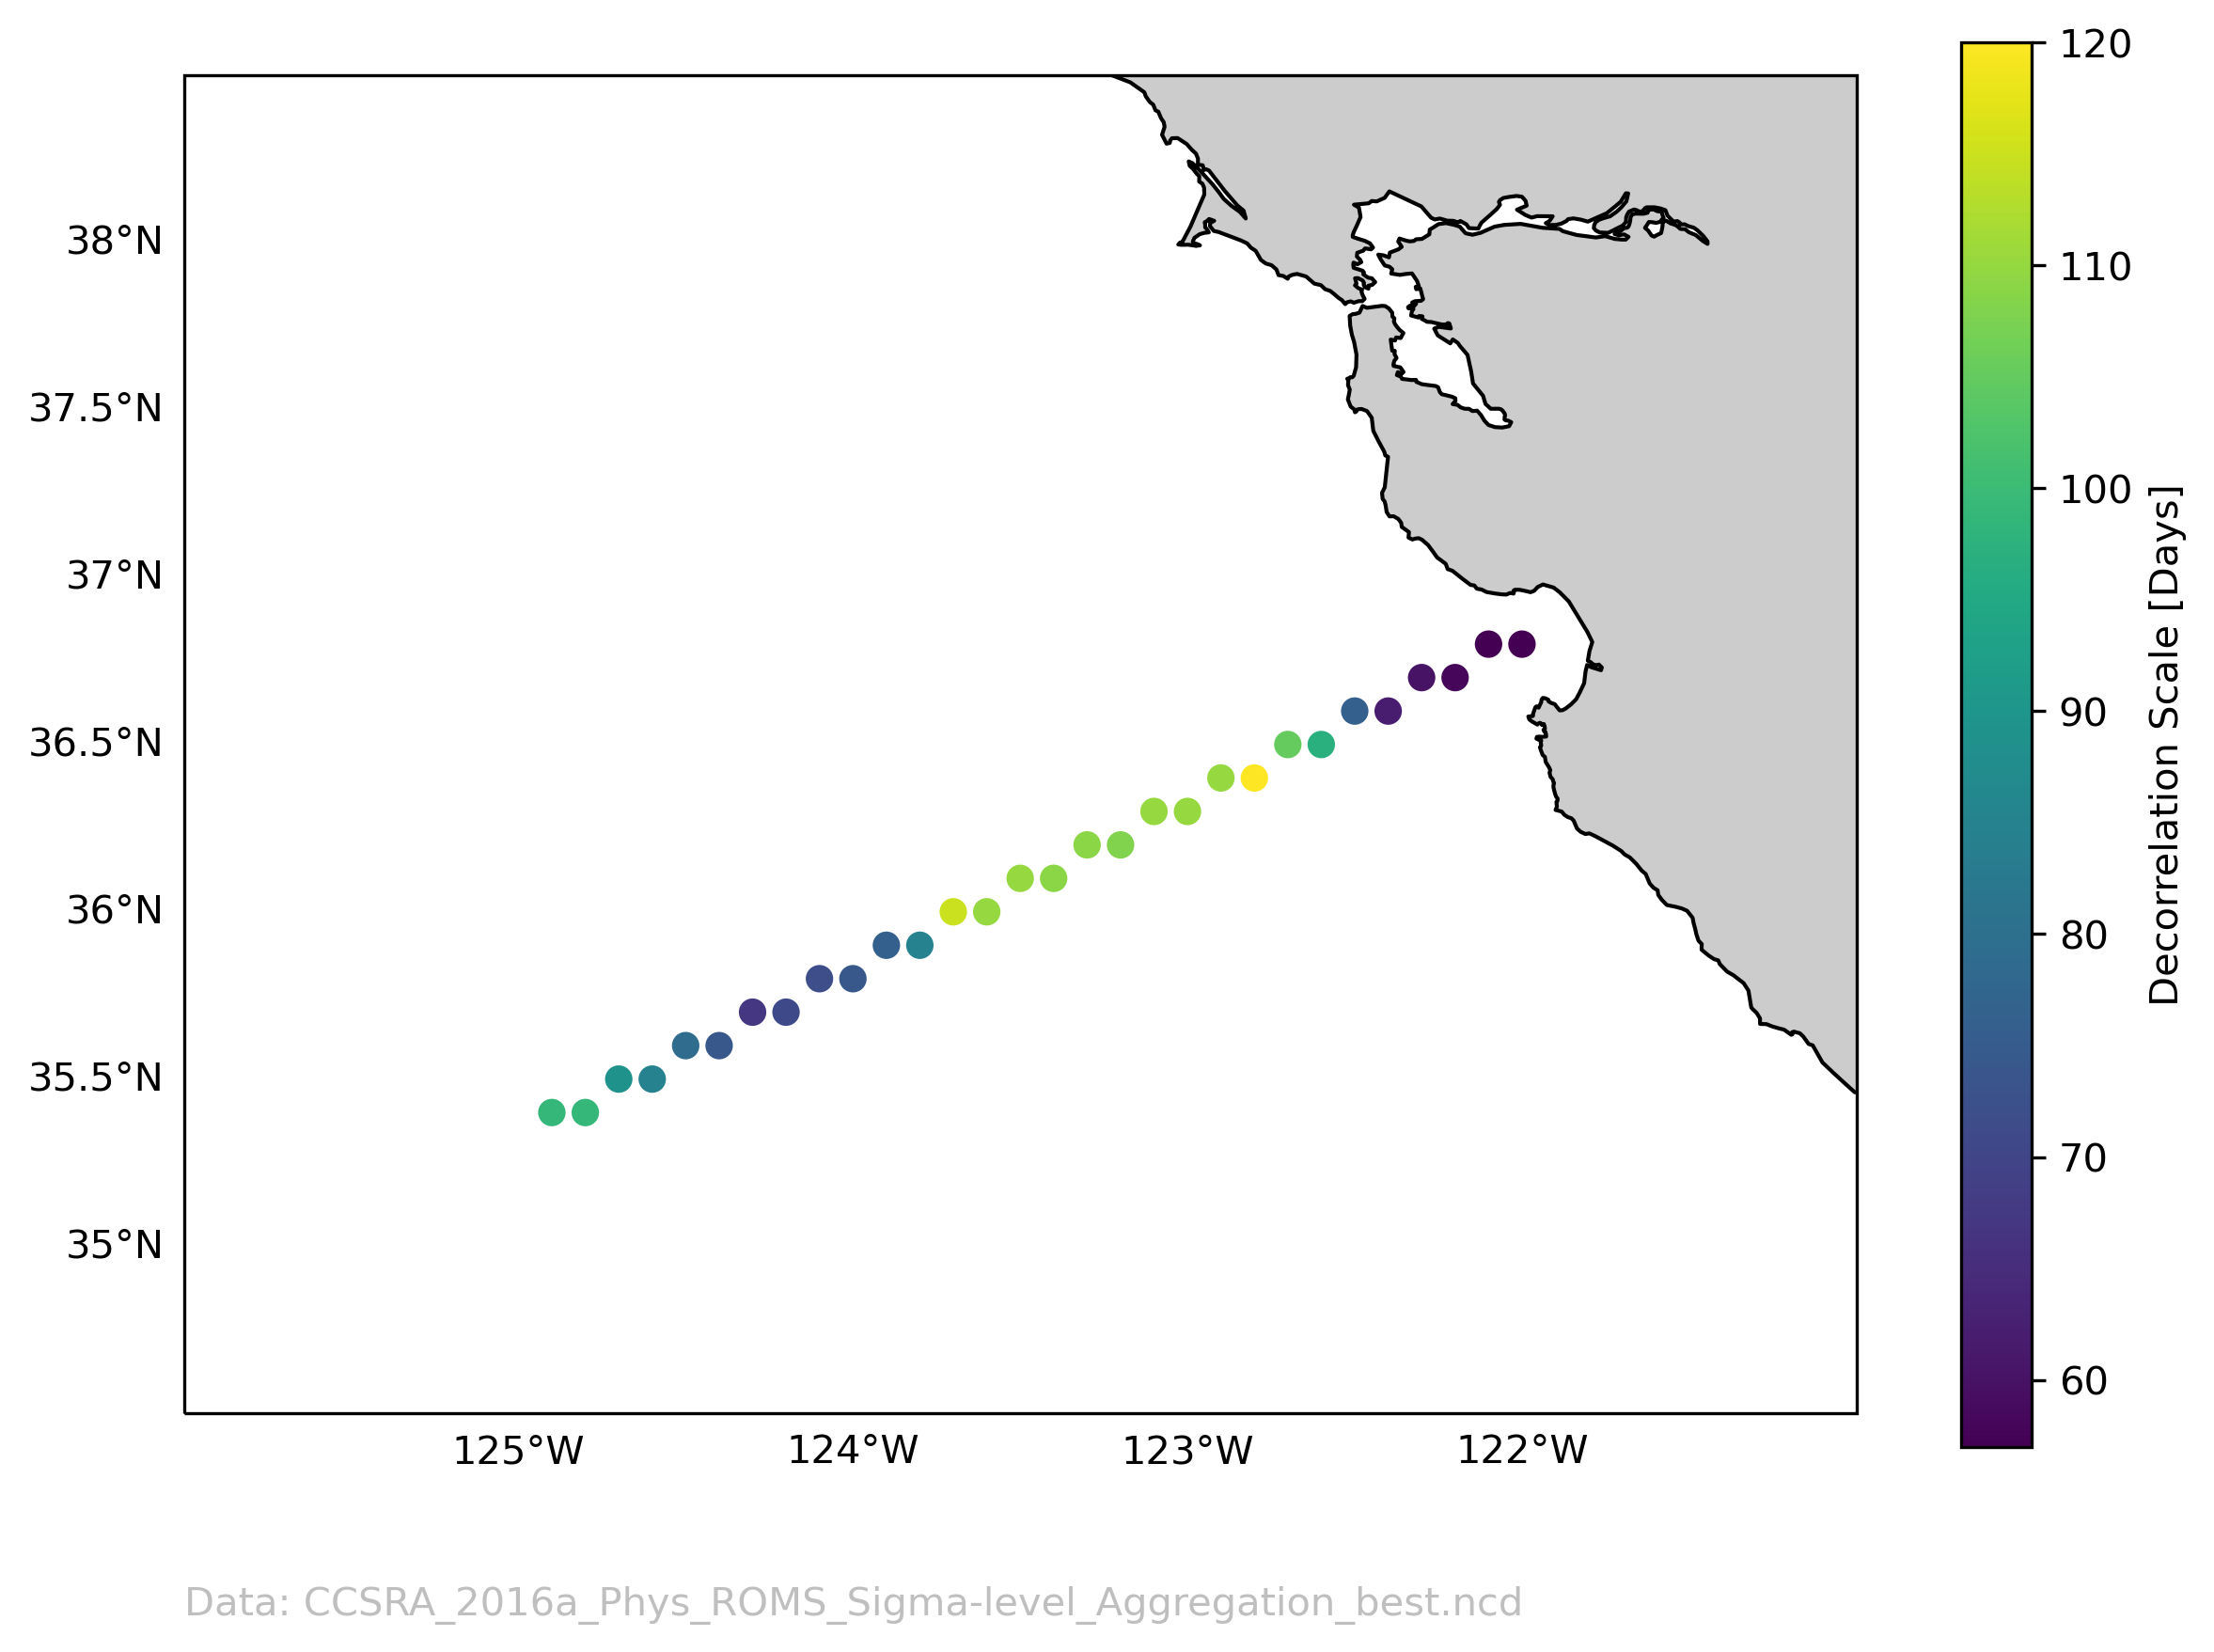 120
110
100
90
80
70
60
Decorrelation Scale [Days]
38°N
37.5°N
37°N
36.5°N
36°N
35.5°N
35°N
125°W
124°W
123°W
122°W
Data: CCSRA_2016a_Phys_ROMS_Sigma-level_Aggregation_best.ncd